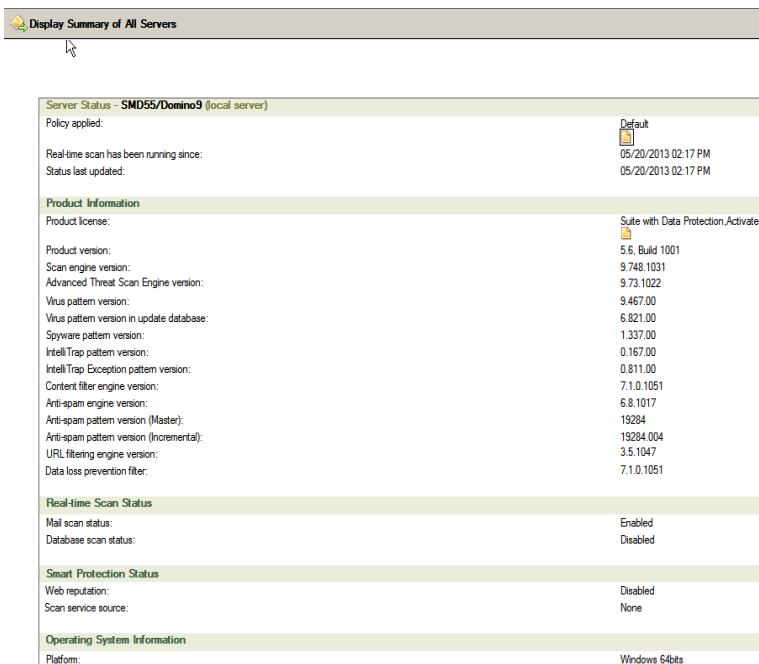 Display Summary of All Servers
Server Status - SMD55/Domino9 (local server)
Policy applied: Default
Real-time scan has been running since: 05/20/2013 02:17 PM
Status last updated: 05/20/2013 02:17 PM
Product Information
Product license: Suite with Data Protection,Activate
Product version: 5.6, Build 1001
Scan engine version: 9.748.1031
Advanced Threat Scan Engine version: 9.73.1022
Virus pattern version: 9.467.00
Virus pattern version in update database: 6.821.00
Spyware pattern version: 1.337.00
IntelliTrap pattern version: 0.167.00
IntelliTrap Exception pattern version: 0.811.00
Content filter engine version: 7.1.0.1051
Anti-spam engine version: 6.8.1017
Anti-spam pattern version (Master): 19284
Anti-spam pattern version (Incremental): 19284.004
URL filtering engine version: 3.5.1047
Data loss prevention filter: 7.1.0.1051
Real-time Scan Status
Mail scan status: Enabled
Database scan status: Disabled
Smart Protection Status
Web reputation: Disabled
Scan service source: None
Operating System Information
Platform: Windows 64bits